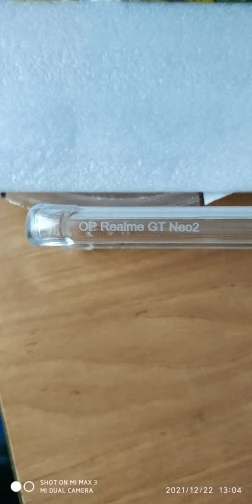 OP Realme GT Neo2
SHOT ON MI MAX 3
MI DUAL CAMERA
2021/12/22 13:04